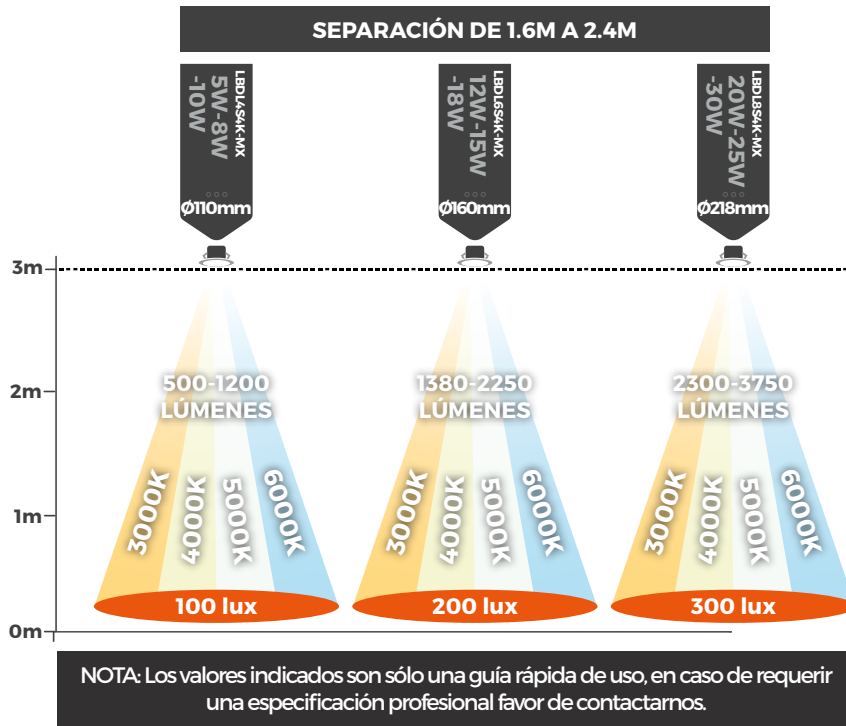 SEPARACIÓN DE 1.6M A 2.4M
LBDL4S4K-MX
5W-8W
-10W
Ø110mm
LBDL6S4K-MX
12W-15W
-18W
Ø160mm
LBDL8S4K-MX
20W-25W
-30W
Ø218mm
3m
2m
1m
0m
500-1200
LÚMENES
3000K
4000K
5000K
6000K
100 lux
1380-2250
LÚMENES
3000K
4000K
5000K
6000K
200 lux
2300-3750
LÚMENES
3000K
4000K
5000K
6000K
300 lux
NOTA: Los valores indicados son sólo una guía rápida de uso, en caso de requerir
una especificación profesional favor de contactarnos.